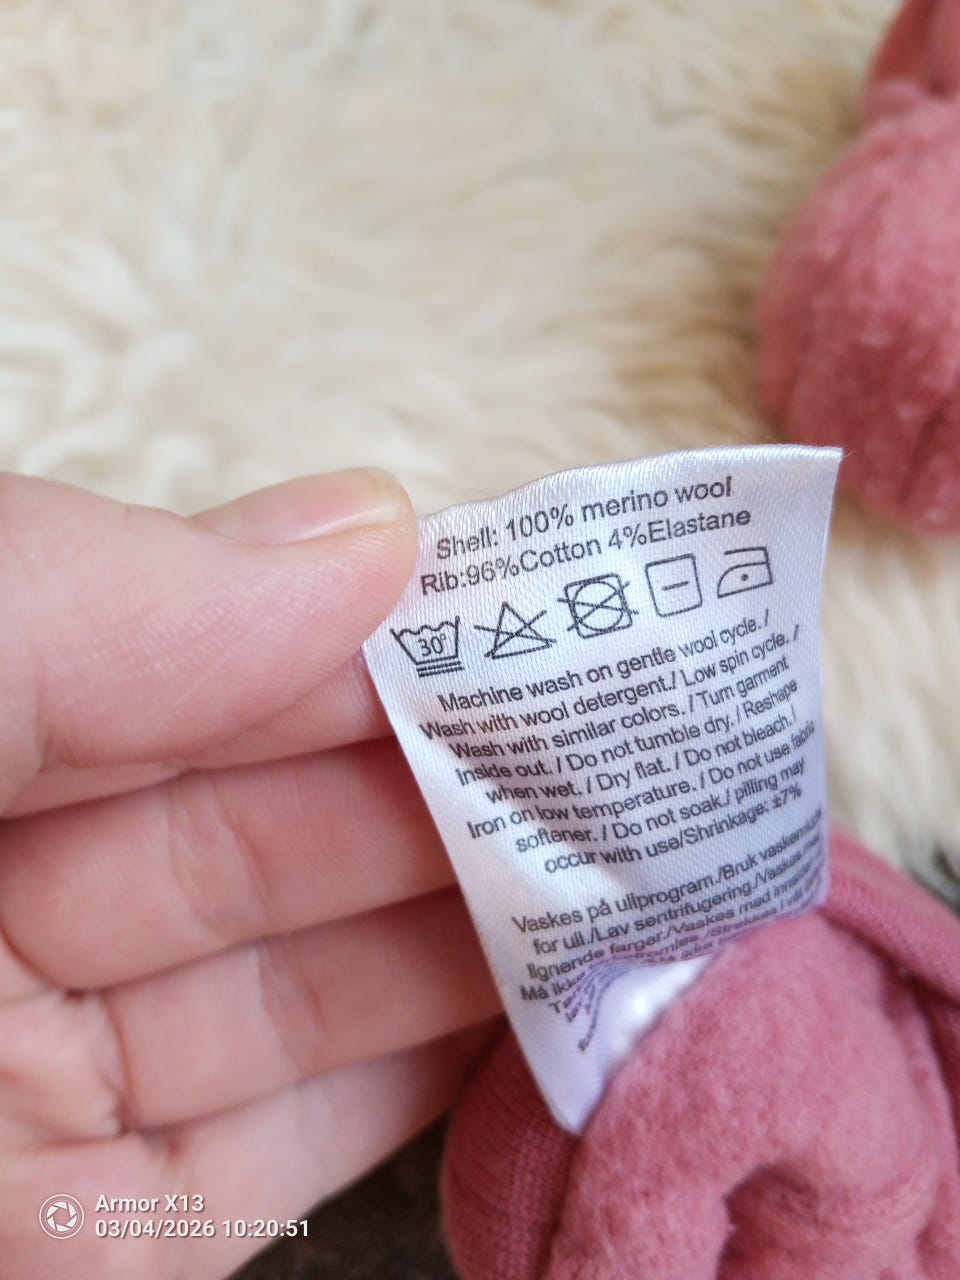 Shell: 100% merino wool
Rib:96%Cotton 4%Elastane
30°
Machine wash on gentle wool cycle. /
Wash with wool detergent./ Low spin cycle. /
Wash with similar colors. / Turn garment
inside out. / Do not tumble dry. / Reshape
when wet. / Dry flat. / Do not bleach./
Iron on low temperature. / Do not use fabric
softener. / Do not soak./ pilling may
occur with use/Shrinkage: ±7%
Vaskes på ullprogram./Bruk
for ull./Lav sentrifugering./Vaskes
lignende farger./Vaskes med
Må
Armor X13
03/04/2026 10:20:51